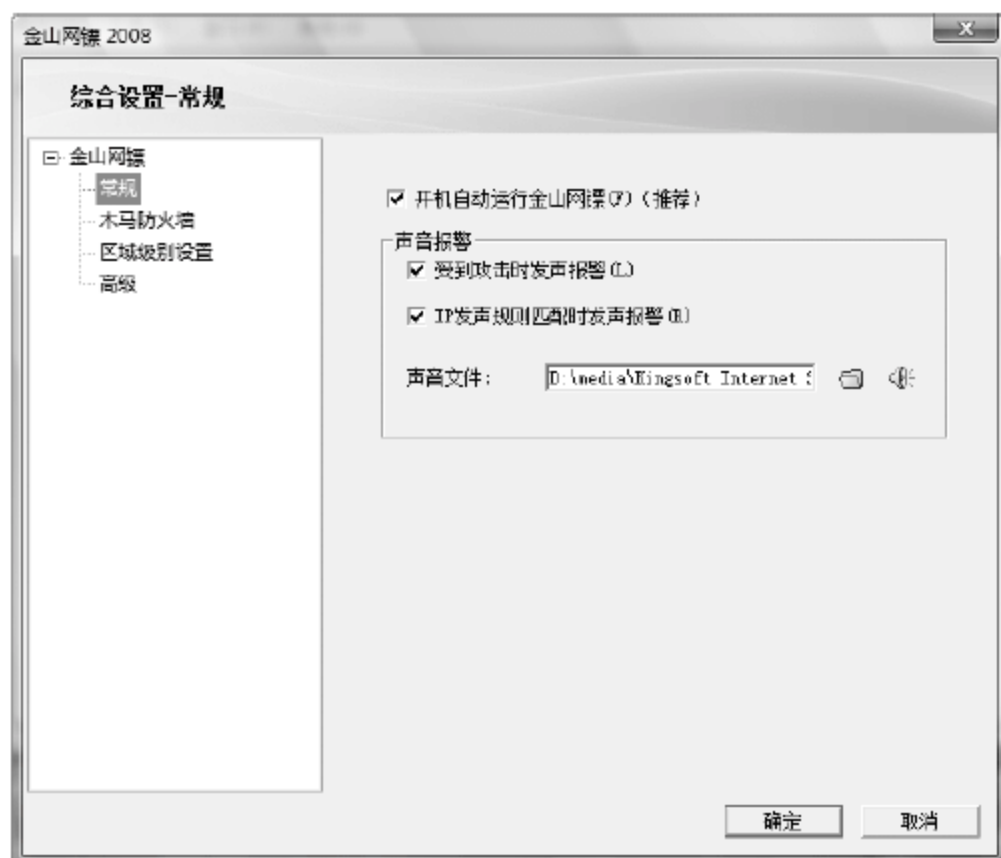 金山网镖 2008
综合设置-常规
金山网镖
常规
木马防火墙
区域级别设置
高级
开机自动运行金山网镖(F)（推荐）
声音报警
受到攻击时发声报警(L)
IP发声规则匹配时发声报警(R)
声音文件:
D:\media\Kingsoft Internet S
确定
取消